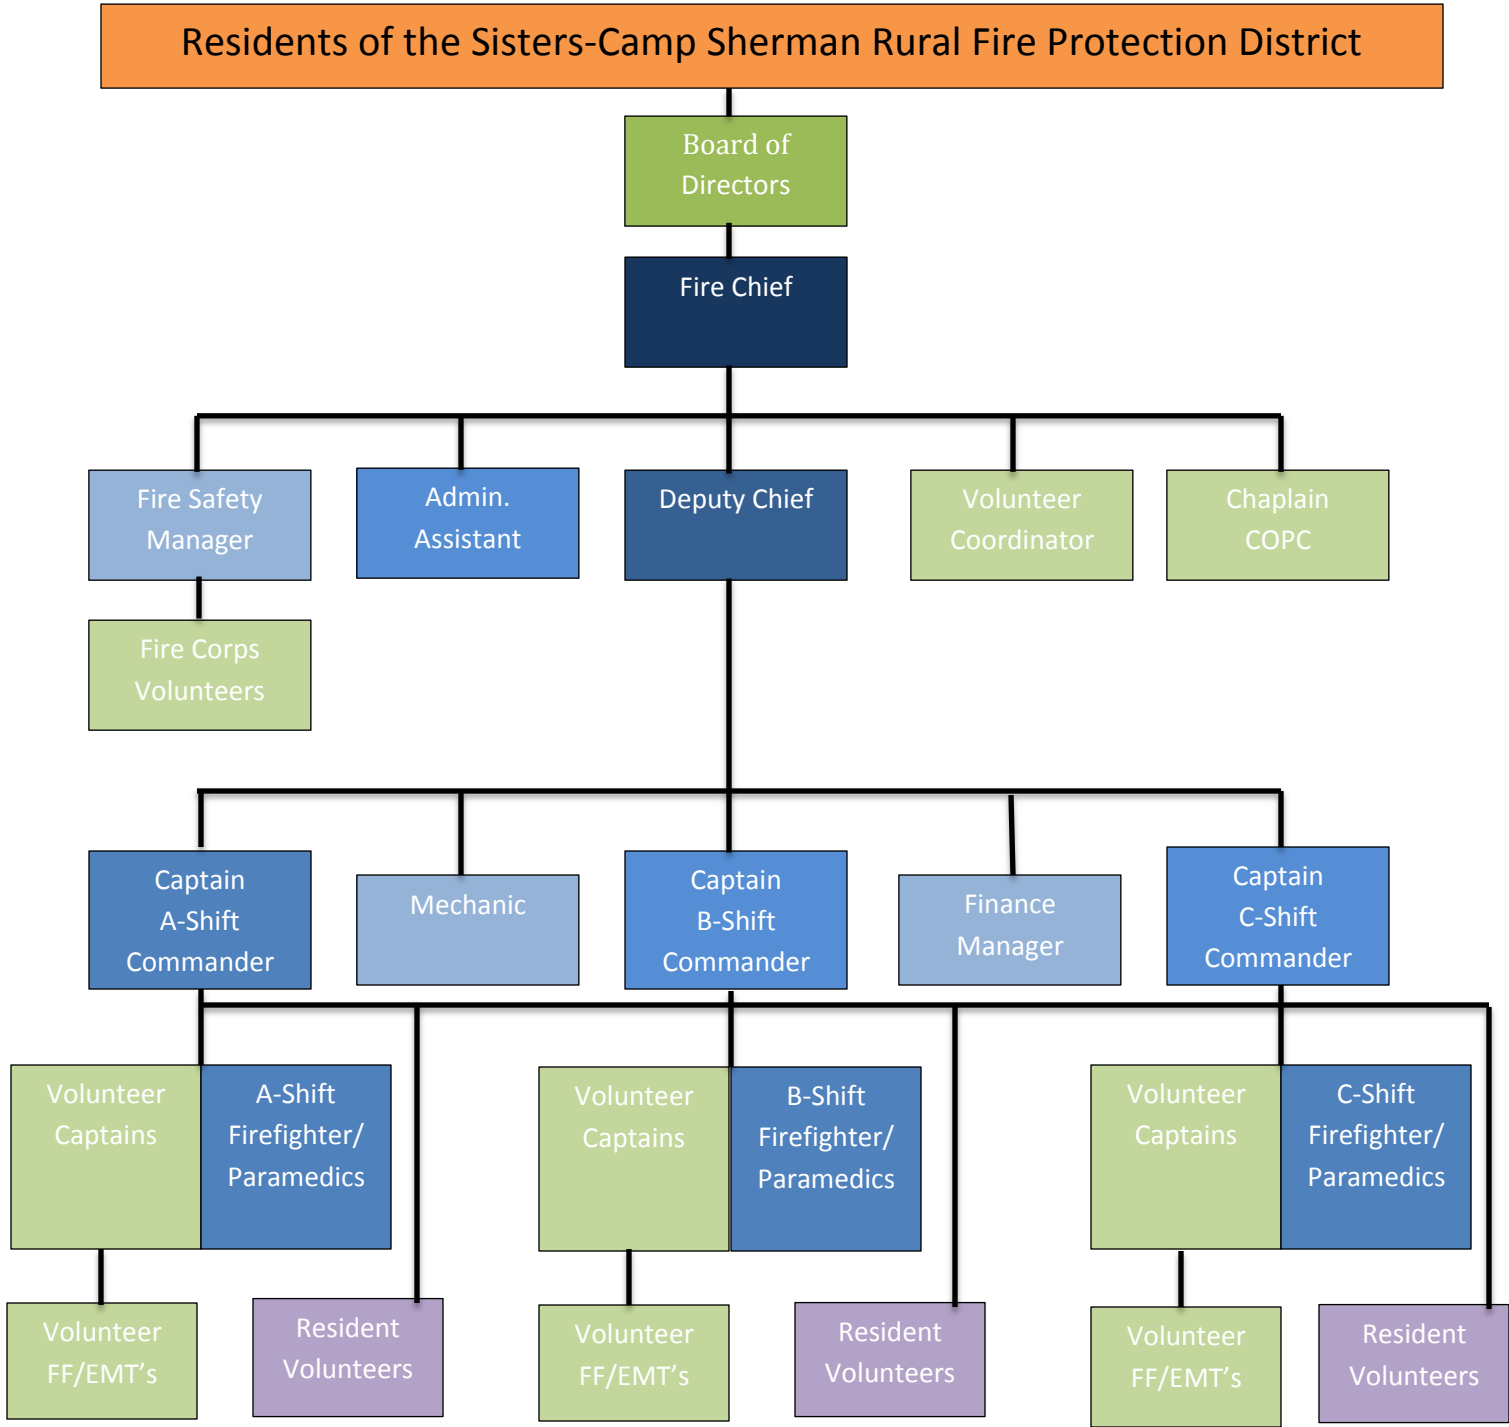 Residents of the Sisters-Camp Sherman Rural Fire Protection District
Board of
Directors
Fire Chief
Fire Safety
Manager
Admin.
Assistant
Deputy Chief
Volunteer
Coordinator
Chaplain
COPC
Fire Corps
Volunteers
Captain
A-Shift
Commander
Mechanic
Captain
B-Shift
Commander
Finance
Manager
Captain
C-Shift
Commander
Volunteer
Captains
A-Shift
Firefighter/
Paramedics
Volunteer
Captains
B-Shift
Firefighter/
Paramedics
Volunteer
Captains
C-Shift
Firefighter/
Paramedics
Volunteer
FF/EMT’s
Resident
Volunteers
Volunteer
FF/EMT’s
Resident
Volunteers
Volunteer
FF/EMT’s
Resident
Volunteers